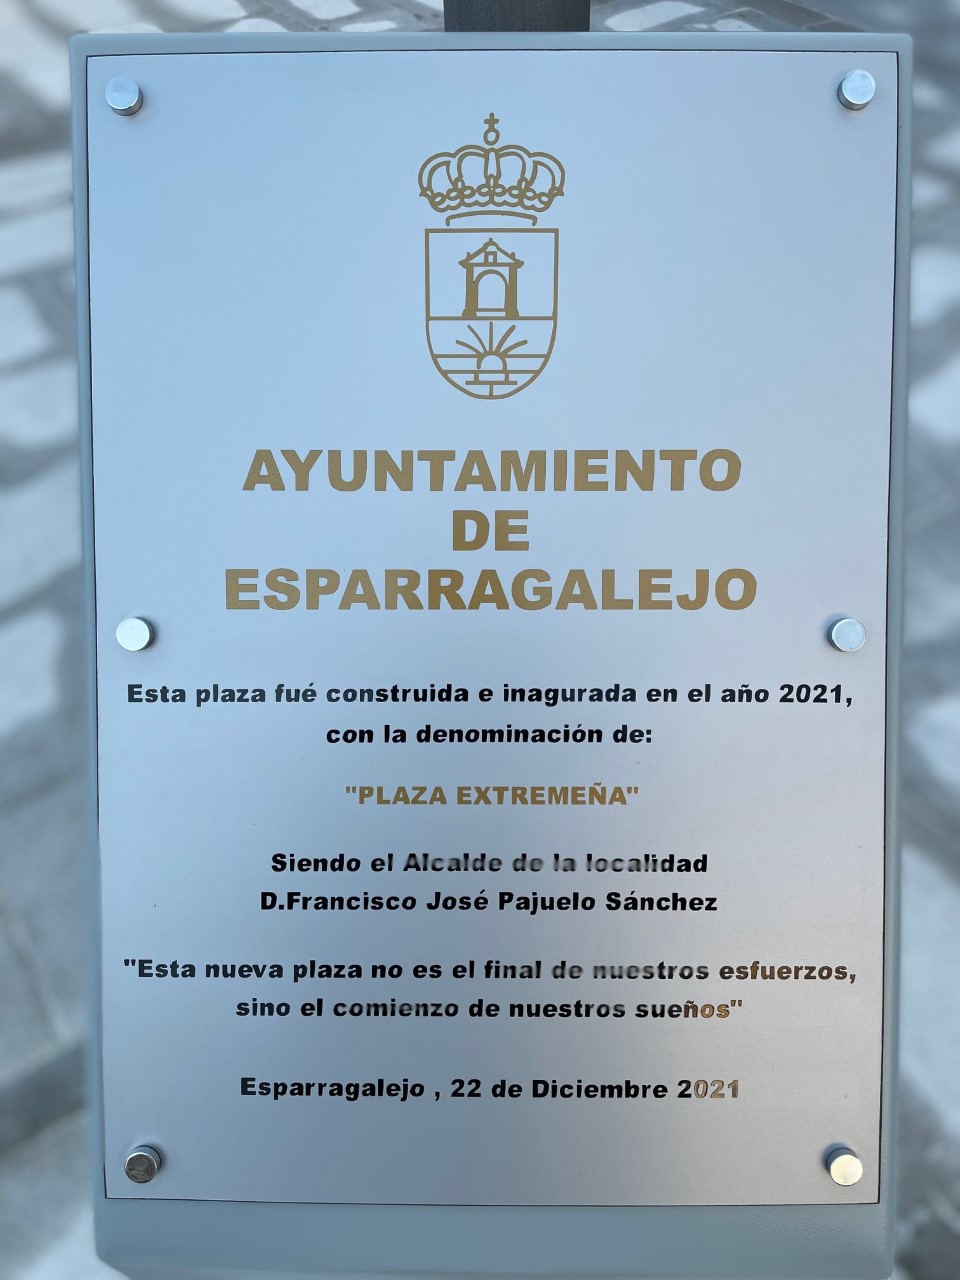 AYUNTAMIENTO
DE
ESPARRAGALEJO
Esta plaza fué construida e inagurada en el año 2021,
con la denominación de:
"PLAZA EXTREMEÑA"
Siendo el Alcalde de la localidad
D.Francisco José Pajuelo Sánchez
"Esta nueva plaza no es el final de nuestros esfuerzos,
sino el comienzo de nuestros sueños"
Esparragalejo , 22 de Diciembre 2021